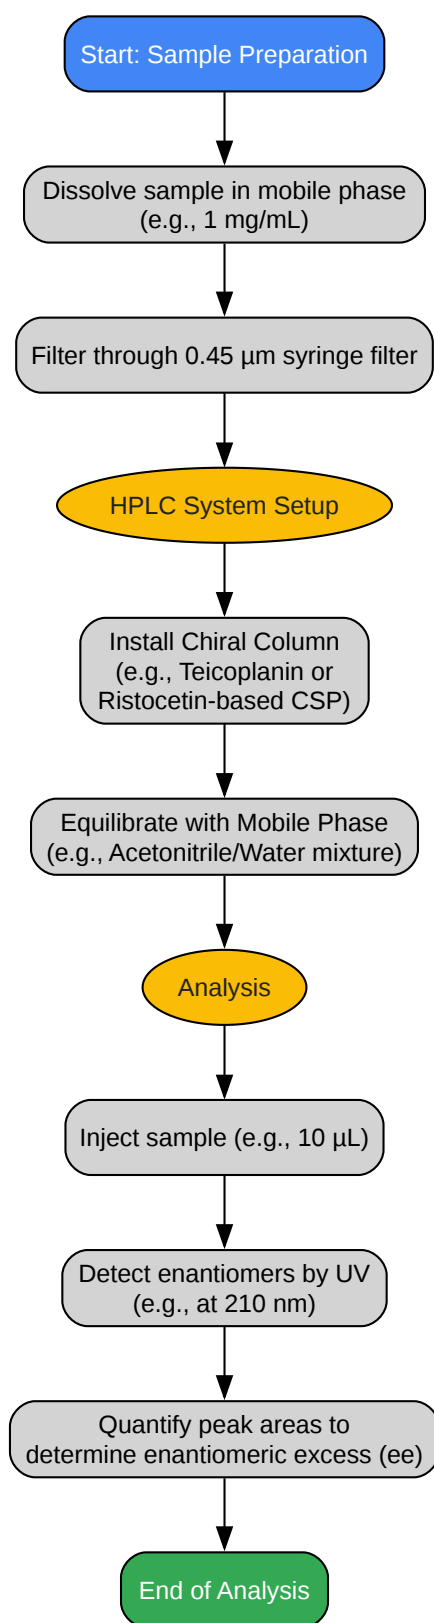 Start: Sample Preparation
Dissolve sample in mobile phase
(e.g., 1 mg/mL)
Filter through 0.45 µm syringe filter
HPLC System Setup
Install Chiral Column
(e.g., Teicoplanin or
Ristocetin-based CSP)
Equilibrate with Mobile Phase
(e.g., Acetonitrile/Water mixture)
Analysis
Inject sample (e.g., 10 µL)
Detect enantiomers by UV
(e.g., at 210 nm)
Quantify peak areas to
determine enantiomeric excess (ee)
End of Analysis